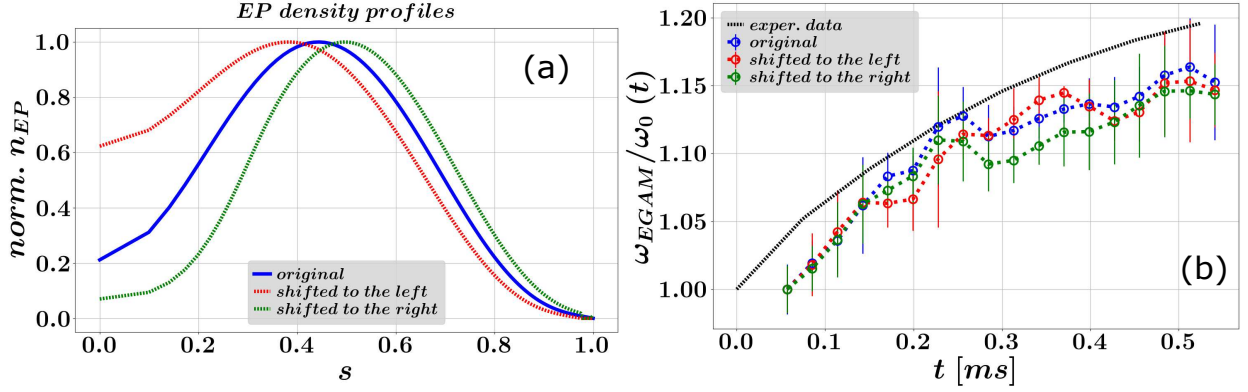 EP density profiles
(a)
norm. n_EP
1.0
0.8
0.6
0.4
0.2
0.0
original
shifted to the left
shifted to the right
0.0 0.2 0.4 0.6 0.8 1.0
s
exper. data
original
shifted to the left
shifted to the right
(b)
ω_EGAM/ω_0(t)
1.20
1.15
1.10
1.05
1.00
0.0 0.1 0.2 0.3 0.4 0.5
t [ms]